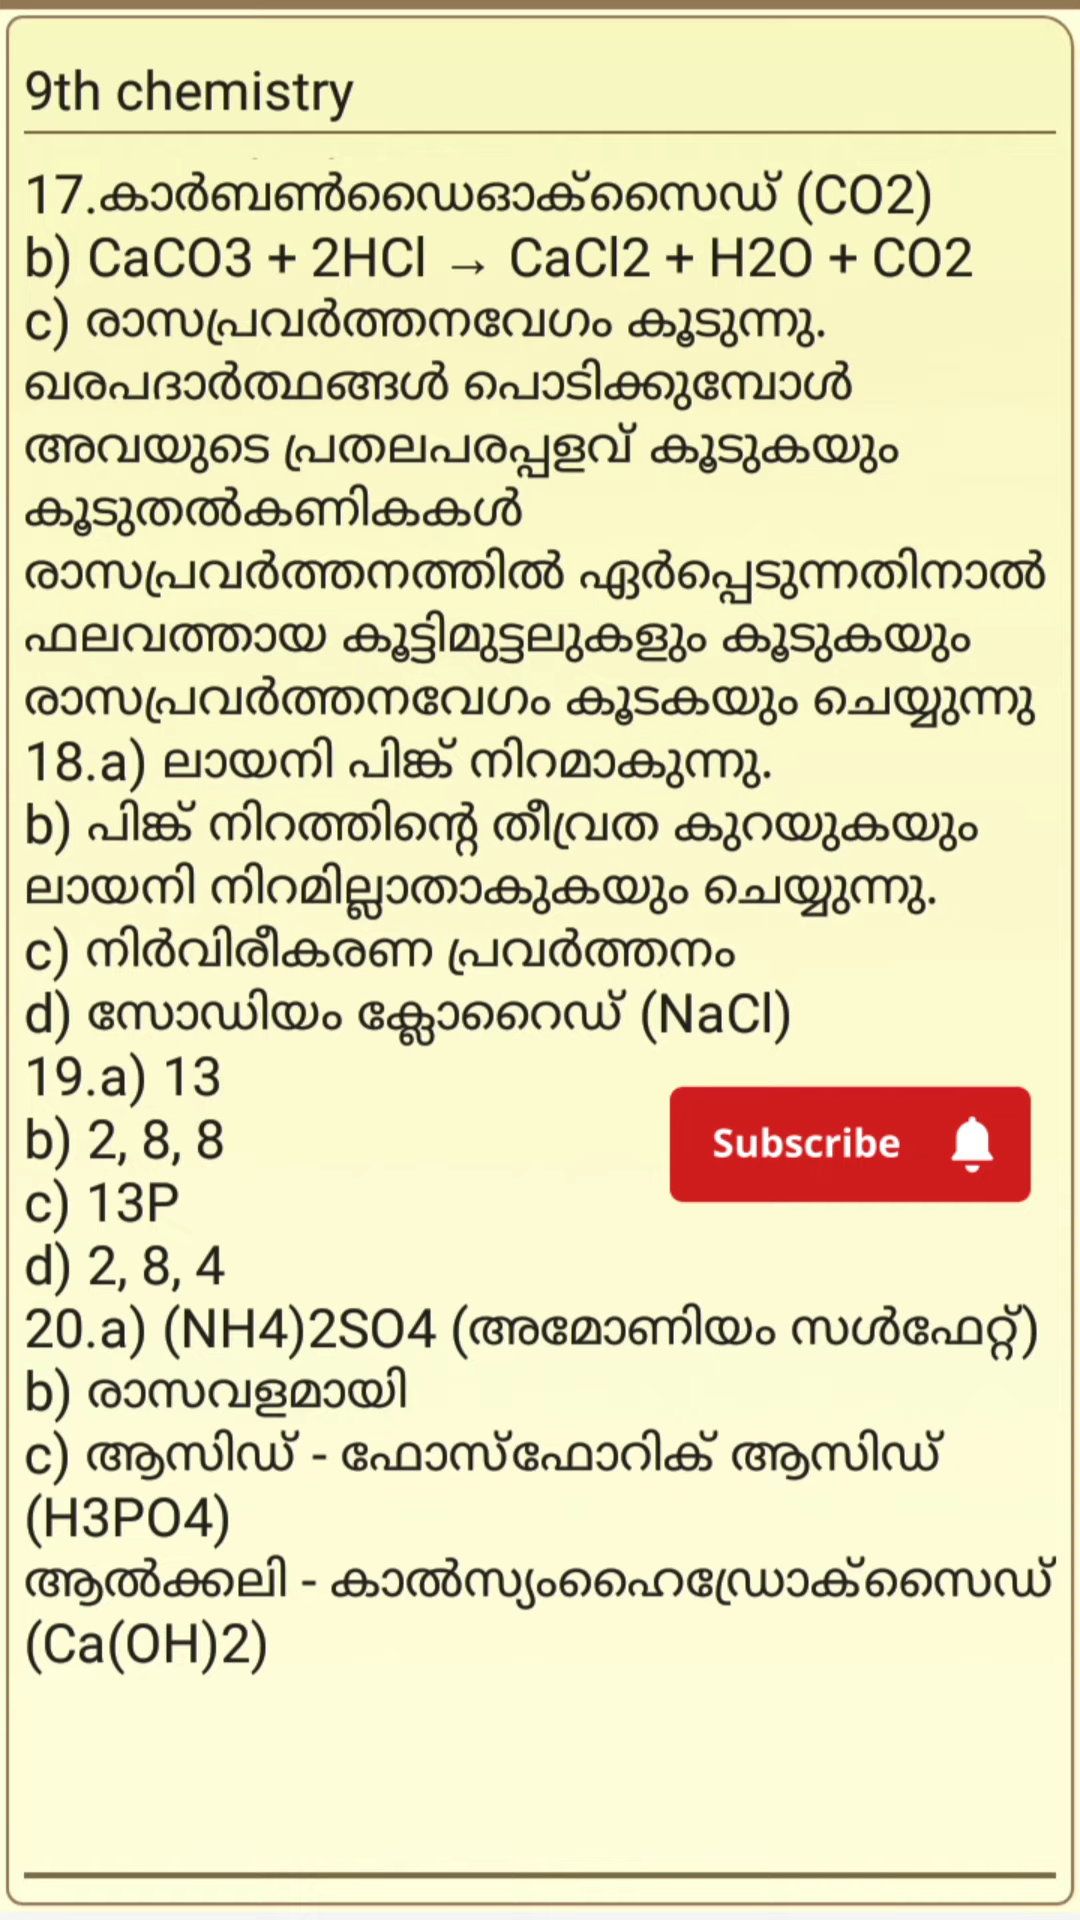 9th chemistry
17.കാർബൺഡൈഓക്സൈഡ് (CO2)
b) CaCO3 + 2HCl → CaCl2 + H2O + CO2
c) രാസപ്രവർത്തനവേഗം കൂടുന്നു.
ഖരപദാർത്ഥങ്ങൾ പൊടിക്കുമ്പോൾ
അവയുടെ പ്രതലപരപ്പളവ് കൂടുകയും
കൂടുതൽകണികകൾ
രാസപ്രവർത്തനത്തിൽ ഏർപ്പെടുന്നതിനാൽ
ഫലവത്തായ കൂട്ടിമുട്ടലുകളും കൂടുകയും
രാസപ്രവർത്തനവേഗം കൂടകയും ചെയ്യുന്നു
18.a) ലായനി പിങ്ക് നിറമാകുന്നു.
b) പിങ്ക് നിറത്തിന്റെ തീവ്രത കുറയുകയും
ലായനി നിറമില്ലാതാകുകയും ചെയ്യുന്നു.
c) നിർവിരീകരണ പ്രവർത്തനം
d) സോഡിയം ക്ലോറൈഡ് (NaCl)
19.a) 13
b) 2, 8, 8
Subscribe
c) 13P
d) 2, 8, 4
20.a) (NH4)2SO4 (അമോണിയം സൾഫേറ്റ്)
b) രാസവളമായി
c) ആസിഡ് - ഫോസ്ഫോറിക് ആസിഡ്
(H3PO4)
ആൽക്കലി - കാൽസ്യംഹൈഡ്രോക്സൈഡ്
(Ca(OH)2)